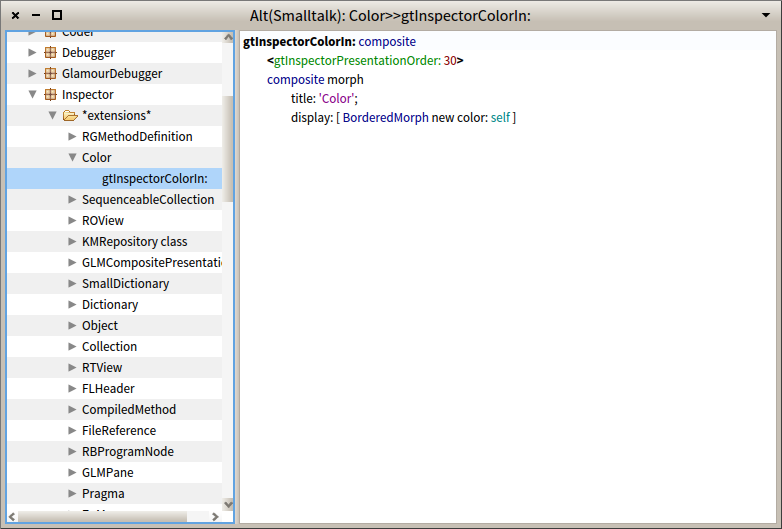 Alt(Smalltalk): Color>>gtInspectorColorIn:
Coder
Debugger
GlamourDebugger
Inspector
*extensions*
RGMethodDefinition
Color
gtInspectorColorIn:
SequenceableCollection
ROView
KMRepository class
GLMCompositePresentati
SmallDictionary
Dictionary
Object
Collection
RTView
FLHeader
CompiledMethod
FileReference
RBProgramNode
GLMPane
Pragma
gtInspectorColorIn: composite
<gtInspectorPresentationOrder: 30>
composite morph
title: 'Color';
display: [ BorderedMorph new color: self ]